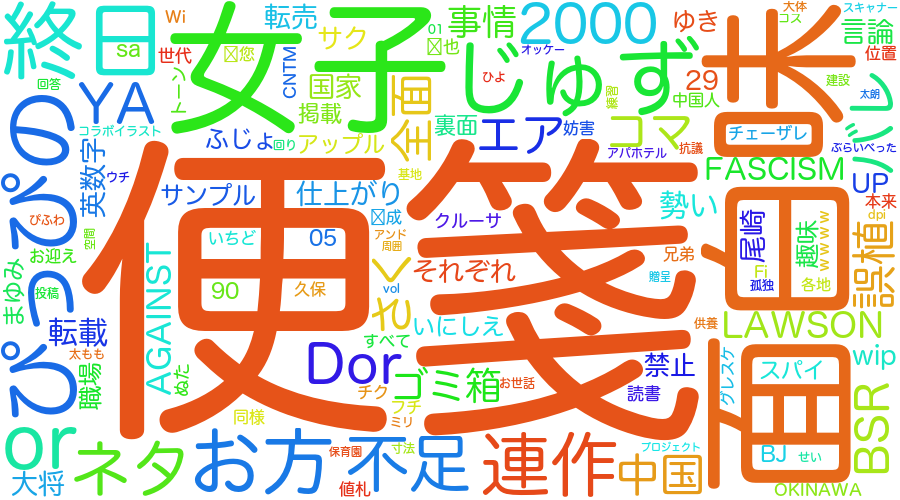 終日
女子
じゅず
2000
事情
ゆき
言論
スキャナー
大体
コス
位置
転売
サク
Wi
sa
世代
トーン
CNTM
国家
掲載
全面
裏面
エア
妨害
コマ
29
中国人
建設
太朗
練習
オッケー
01
ひよ
夫
バレ
ぶらいべった
チェーザレ
アパホテル
抗議
FASCISM
UP
本来
YA
ぴっぴの
回答
コラボイラスト
ふじょ
回り
アップル
英数字
ウチ
サンプル
仕上がり
基地
クルーサ
勢い
尾崎
趣味
wwww
dpi
誤植
ぴふわ
お迎え
空間
いちど
05
アンド
周囲
便箋
個
さく
それぞれ
兄弟
贈呈
Fi
孤独
各地
まゆみ
投稿
AGAINST
90
久保
vol
いにしえ
供養
LAWSON
転載
太もも
職場
ぬた
Dor
すべて
ゴミ箱
お世話
禁止
読書
グレスケ
スパイ
wip
BSR
or
ネタ
大将
同様
お方
チク
フチ
ミリ
寸法
保育園
値札
不足
連作
中国
プロジェクト
BJ
せい
OKINAWA